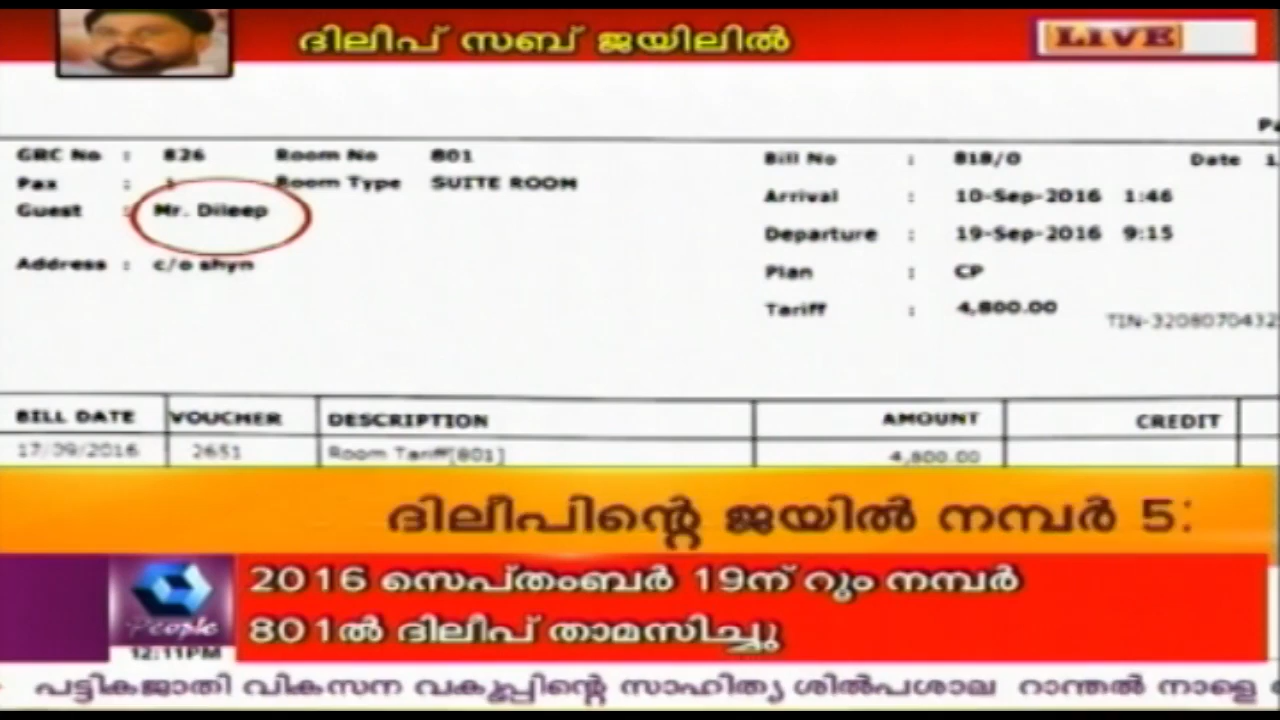 ദിലീപ് സബ് ജയിലിൽ
LIVE
GRC No : 826 Room No 801
Pax : Room Type SUITE ROOM
Guest : Mr. Dileep
Address : c/o shyn
Bill No : 818/0 Date
Arrival : 10-Sep-2016 1:46
Departure : 19-Sep-2016 9:15
Plan : CP
Tariff : 4,800.00
TIN-3208070432
BILL DATE VOUCHER DESCRIPTION AMOUNT CREDIT
17/09/2016 2651 Room Tariff[801] 4,800.00
ദിലീപിന്റെ ജയിൽ നമ്പർ 5:
2016 സെപ്തംബർ 19ന് റും നമ്പർ
801ൽ ദിലീപ് താമസിച്ചു
People
12:11PM
പട്ടികജാതി വികസന വകുപ്പിന്റെ സാഹിത്യ ശിൽപശാല റാന്തൽ നാളെ